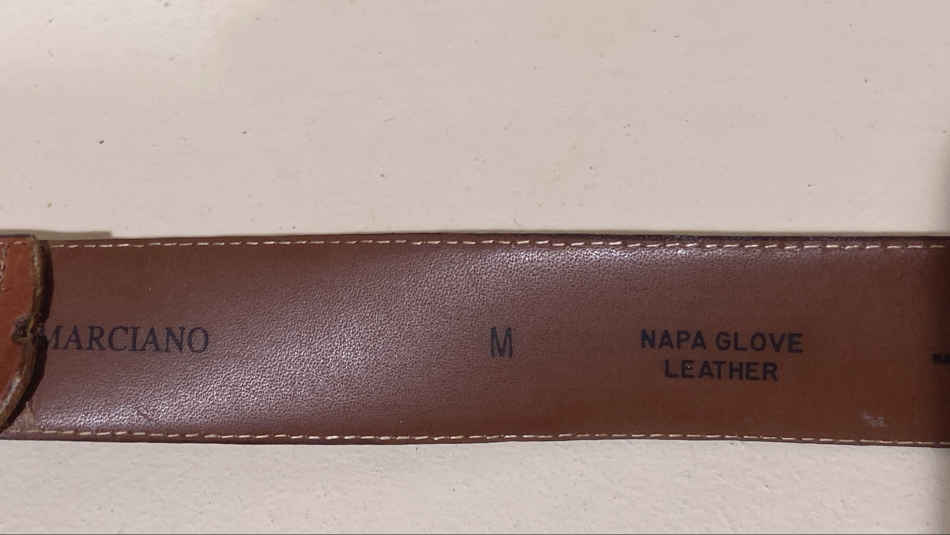 MARCIANO
M
NAPA GLOVE
LEATHER